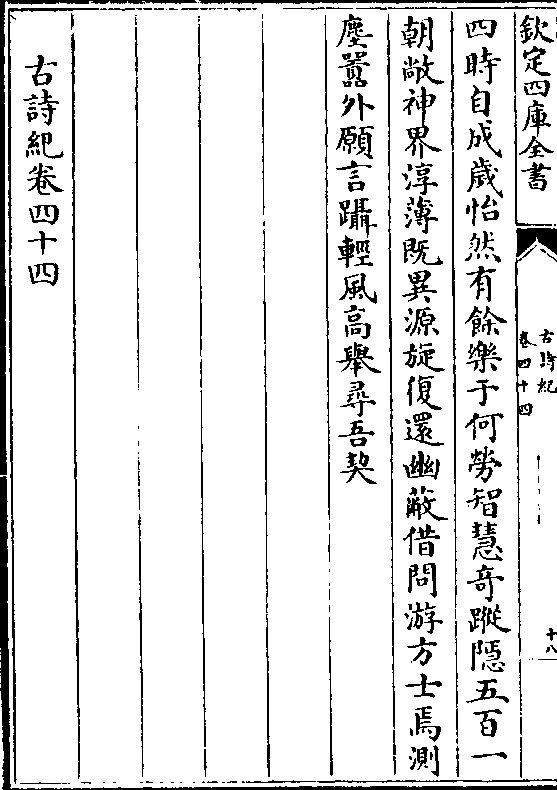 欽定四庫全書
古詩紀
卷四十四
十八
四時自成歲怡然有餘樂于何勞智慧奇蹤隱五百一
朝敞神界淳薄既異源旋復還幽蔽借問游方士焉測
塵囂外願言躡輕風高舉尋吾契
古詩紀卷四十四